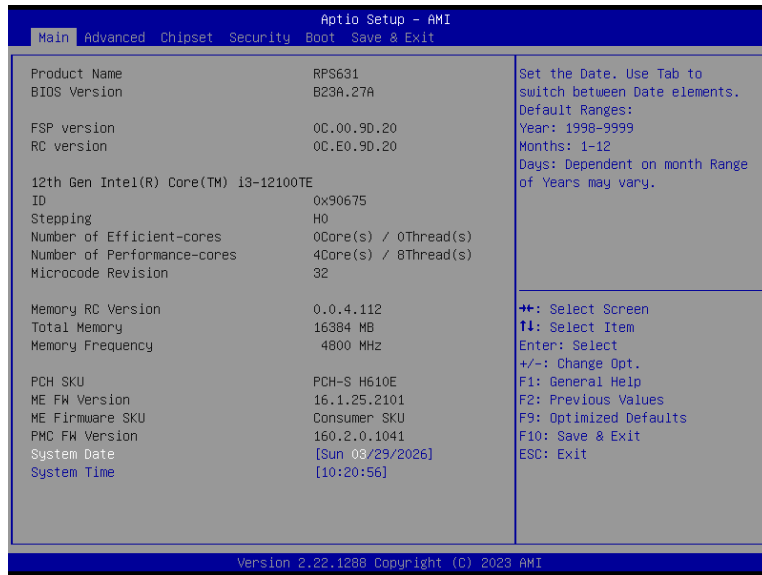 Aptio Setup – AMI
Main Advanced Chipset Security Boot Save & Exit
Product Name RPS631
BIOS Version B23A.27A
FSP version 0C.00.9D.20
RC version 0C.E0.9D.20
12th Gen Intel(R) Core(TM) i3-12100TE
ID 0x90675
Stepping H0
Number of Efficient-cores 0Core(s) / 0Thread(s)
Number of Performance-cores 4Core(s) / 8Thread(s)
Microcode Revision 32
Memory RC Version 0.0.4.112
Total Memory 16384 MB
Memory Frequency 4800 MHz
PCH SKU PCH-S H610E
ME FW Version 16.1.25.2101
ME Firmware SKU Consumer SKU
PMC FW Version 160.2.0.1041
System Date [Sun 03/29/2026]
System Time [10:20:56]
Set the Date. Use Tab to
switch between Date elements.
Default Ranges:
Year: 1998-9999
Months: 1-12
Days: Dependent on month Range
of Years may vary.
→←: Select Screen
↑↓: Select Item
Enter: Select
+/-: Change Opt.
F1: General Help
F2: Previous Values
F9: Optimized Defaults
F10: Save & Exit
ESC: Exit
Version 2.22.1288 Copyright (C) 2023 AMI